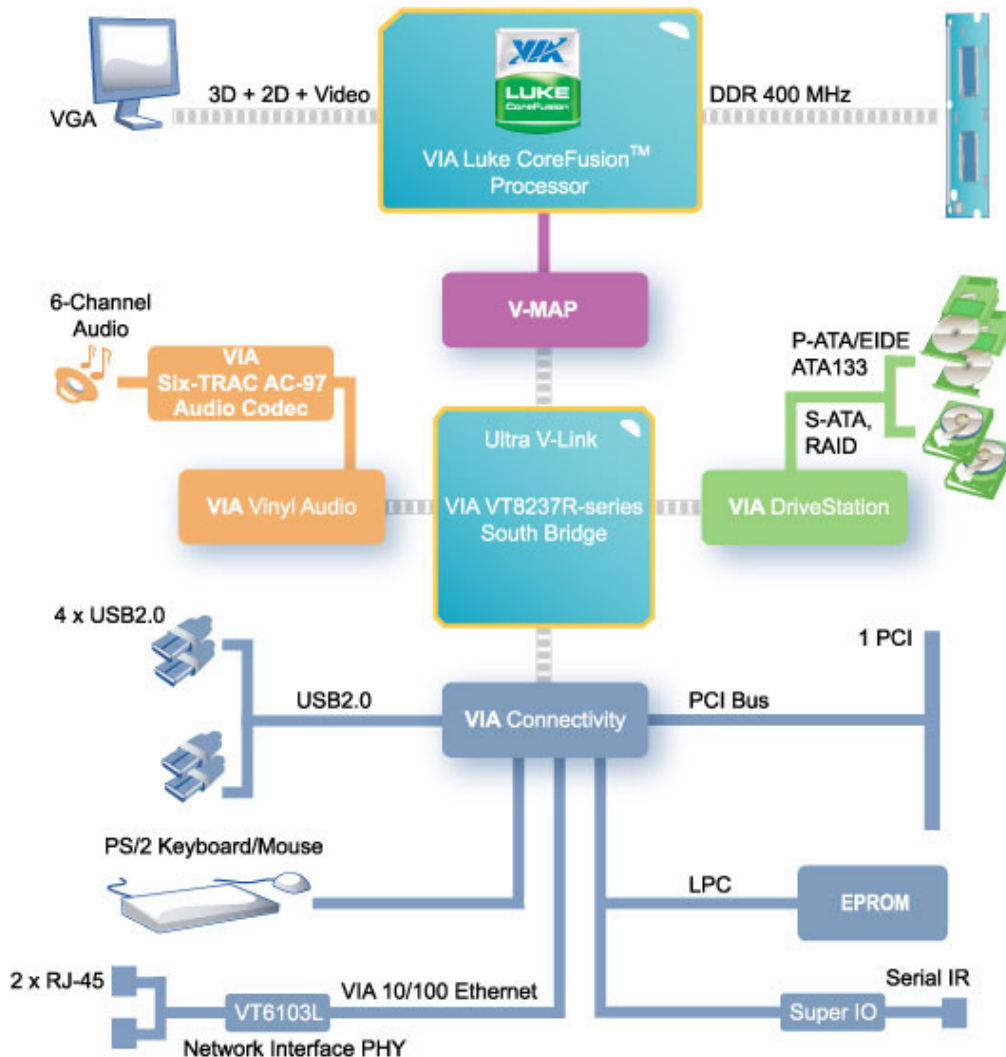 VIA
LUKE
CoreFusion
3D + 2D + Video
DDR 400 MHz
VGA
VIA Luke CoreFusion™
Processor
V-MAP
6-Channel
Audio
VIA
Six-TRAC AC-97
Audio Codec
P-ATA/EIDE
ATA133
S-ATA,
RAID
Ultra V-Link
VIA VT8237R-series
South Bridge
VIA Vinyl Audio
VIA DriveStation
4 x USB2.0
1 PCI
USB2.0
VIA Connectivity
PCI Bus
PS/2 Keyboard/Mouse
LPC
EPROM
2 x RJ-45
VIA 10/100 Ethernet
VT6103L
Network Interface PHY
Serial IR
Super IO